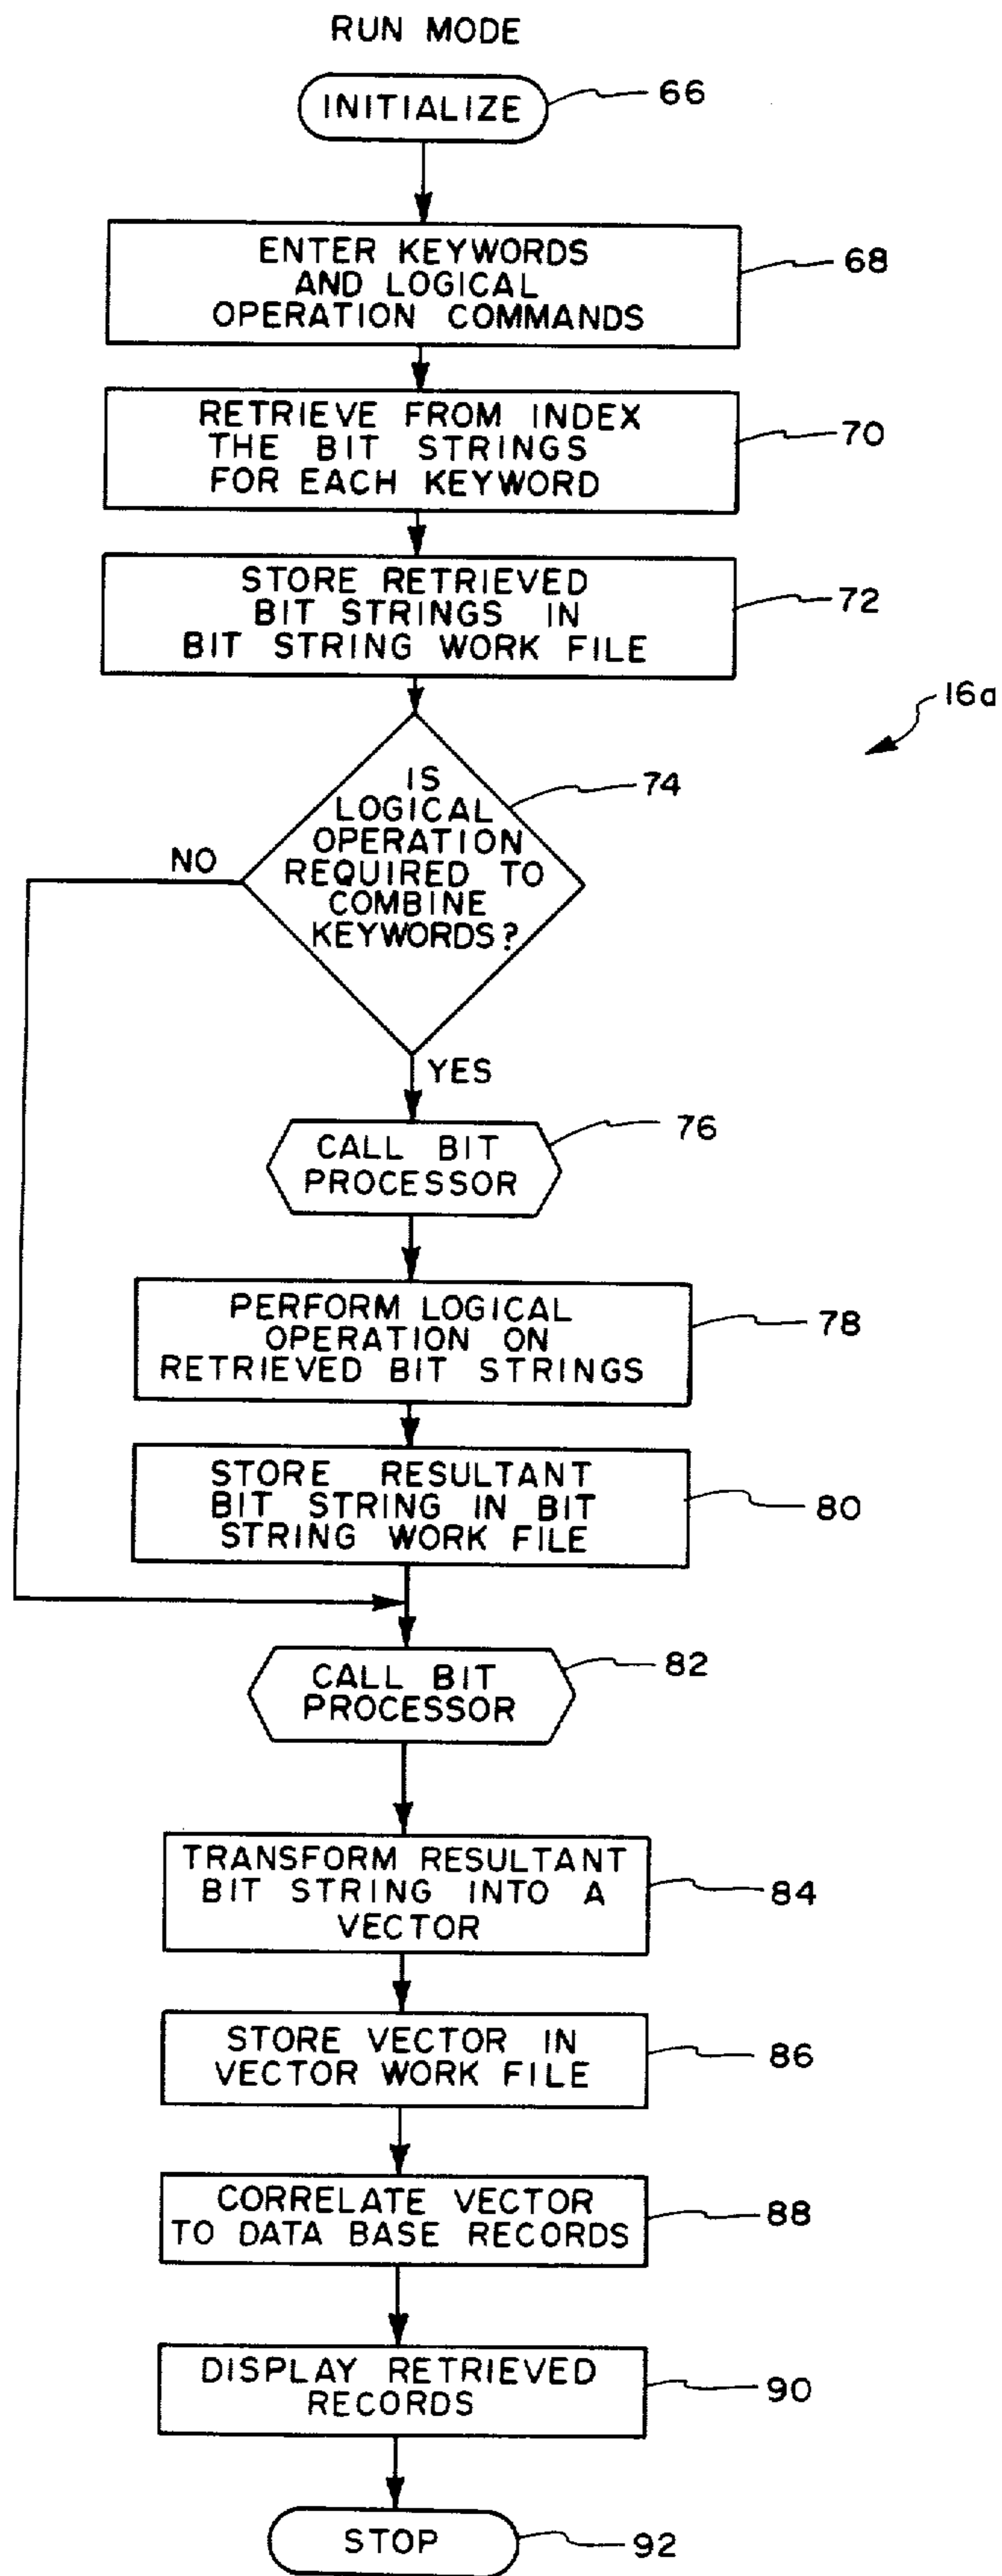 RUN MODE
INITIALIZE
66
ENTER KEYWORDS
AND LOGICAL
OPERATION COMMANDS
68
RETRIEVE FROM INDEX
THE BIT STRINGS
FOR EACH KEYWORD
70
STORE RETRIEVED
BIT STRINGS IN
BIT STRING WORK FILE
72
16a
IS
LOGICAL
OPERATION
REQUIRED TO
COMBINE
KEYWORDS?
74
NO
YES
CALL BIT
PROCESSOR
76
PERFORM LOGICAL
OPERATION ON
RETRIEVED BIT STRINGS
78
STORE RESULTANT
BIT STRING IN BIT
STRING WORK FILE
80
CALL BIT
PROCESSOR
82
TRANSFORM RESULTANT
BIT STRING INTO A
VECTOR
84
STORE VECTOR IN
VECTOR WORK FILE
86
CORRELATE VECTOR
TO DATA BASE RECORDS
88
DISPLAY RETRIEVED
RECORDS
90
STOP
92